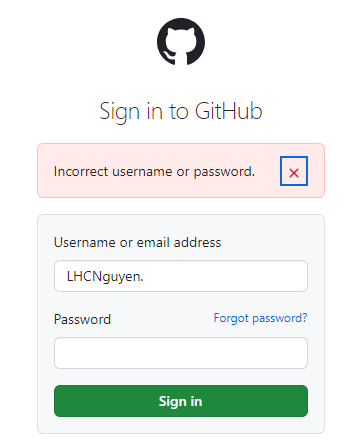 Sign in to GitHub
Incorrect username or password.
Username or email address
LHCNguyen.
Password Forgot password?
Sign in